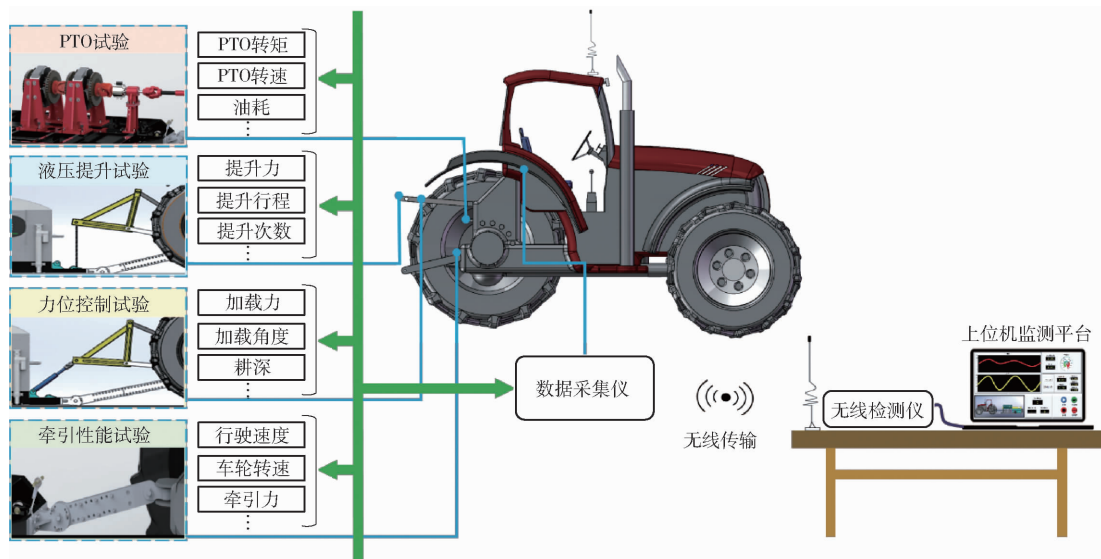 PTO试验
PTO转矩
PTO转速
油耗
⋮
液压提升试验
提升力
提升行程
提升次数
⋮
力位控制试验
加载力
加载角度
耕深
⋮
牵引性能试验
行驶速度
车轮转速
牵引力
⋮
数据采集仪
无线传输
上位机监测平台
无线检测仪